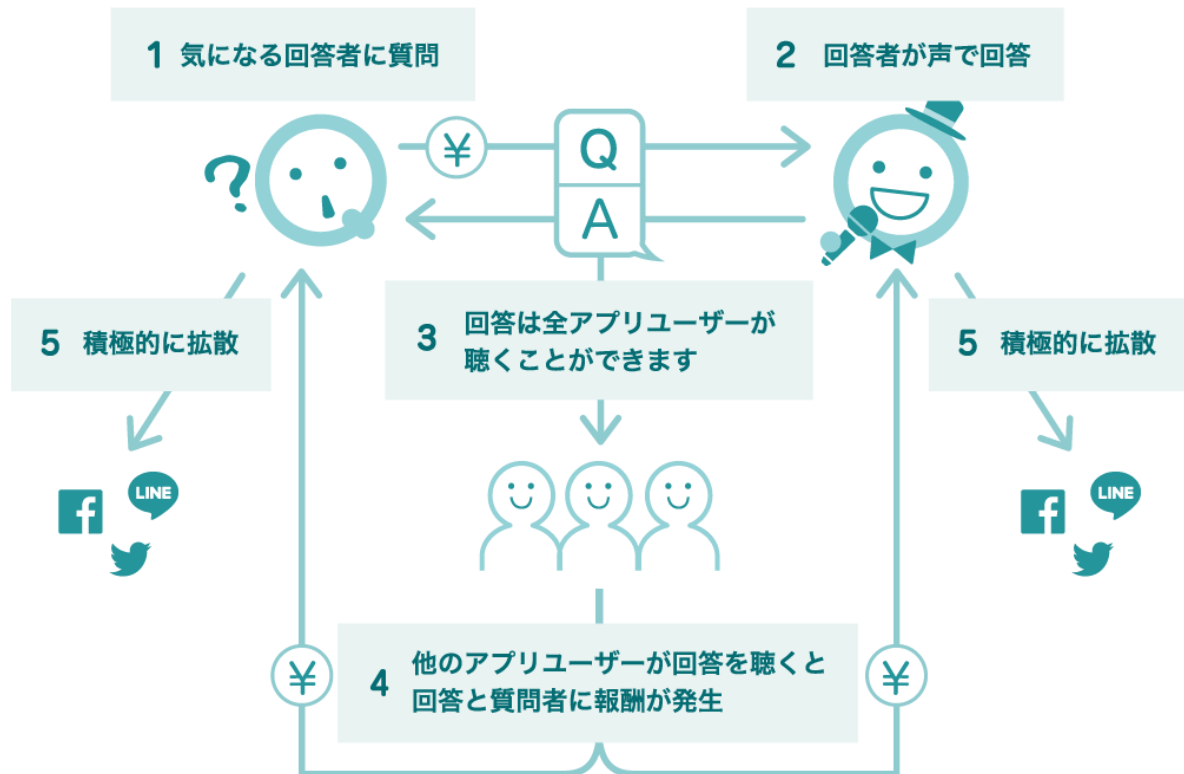 1 気になる回答者に質問
2 回答者が声で回答
?
¥
Q
A
3 回答は全アプリユーザーが
聴くことができます
5 積極的に拡散
5 積極的に拡散
f
LINE
f
LINE
4 他のアプリユーザーが回答を聴くと
回答と質問者に報酬が発生
¥
¥